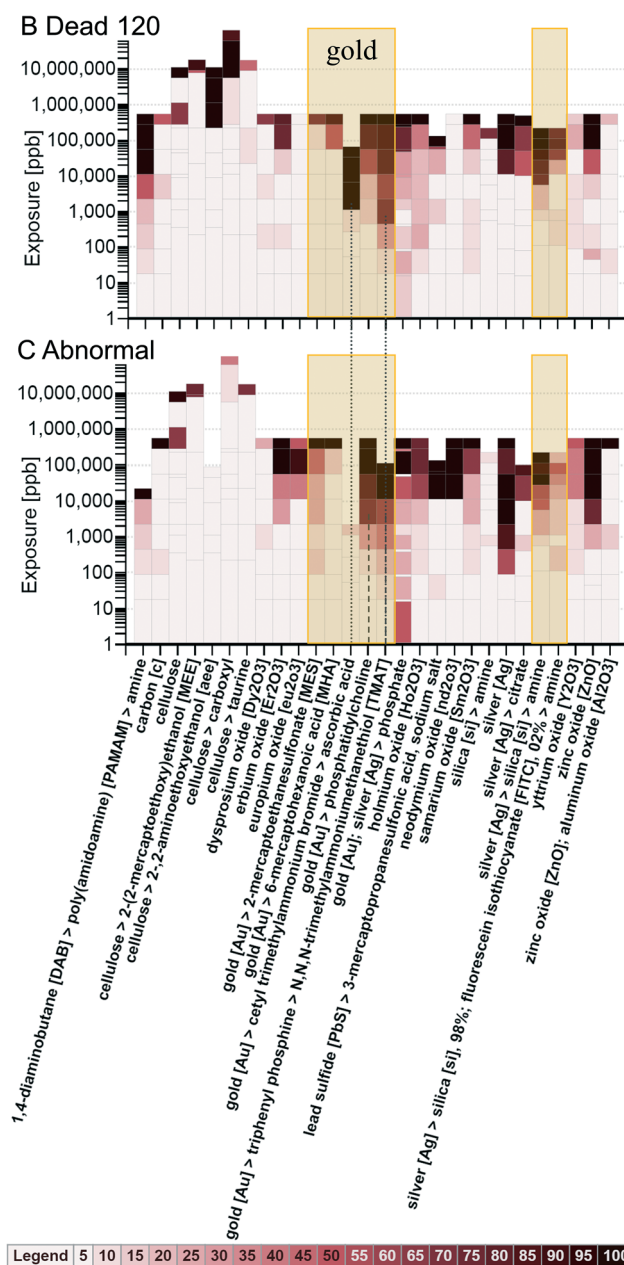 B Dead 120
gold
10,000,000
1,000,000
100,000
10,000
1,000
100
10
1
Exposure [ppb]
C Abnormal
10,000,000
1,000,000
100,000
10,000
1,000
100
10
1
Exposure [ppb]
1,4-diaminobutane [DAB] > poly(amidoamine) [PAMAM] > amine
carbon [c]
cellulose
cellulose > 2-(2-mercaptoethoxy)ethanol [MEE]
cellulose > 2-,2-aminoethoxyethanol [aee]
cellulose > carboxyl
cellulose > taurine
dysprosium oxide [Dy2O3]
erbium oxide [Er2O3]
europium oxide [eu2o3]
gold [Au] > 2-mercaptoethanesulfonate [MES]
gold [Au] > 6-mercaptohexanoic acid [MHA]
gold [Au] > cetyl trimethylammonium bromide > ascorbic acid
gold [Au] > phosphatidylcholine
gold [Au] > triphenyl phosphine > N,N,N-trimethylammoniumethanethiol [TMAT]
gold [Au]; silver [Ag] > phosphate
holmium oxide [Ho2O3]
lead sulfide [PbS] > 3-mercaptopropanesulfonic acid, sodium salt
neodymium oxide [nd2o3]
samarium oxide [Sm2O3]
silica [si] > amine
silver [Ag]
silver [Ag] > citrate
silver [Ag] > silica [si] > amine
silver [Ag] > silica [si], 98%; fluorescein isothiocyanate [FITC], 02% > amine
yttrium oxide [Y2O3]
zinc oxide [ZnO]
zinc oxide [ZnO]; aluminum oxide [Al2O3]
Legend 5 10 15 20 25 30 35 40 45 50 55 60 65 70 75 80 85 90 95 100